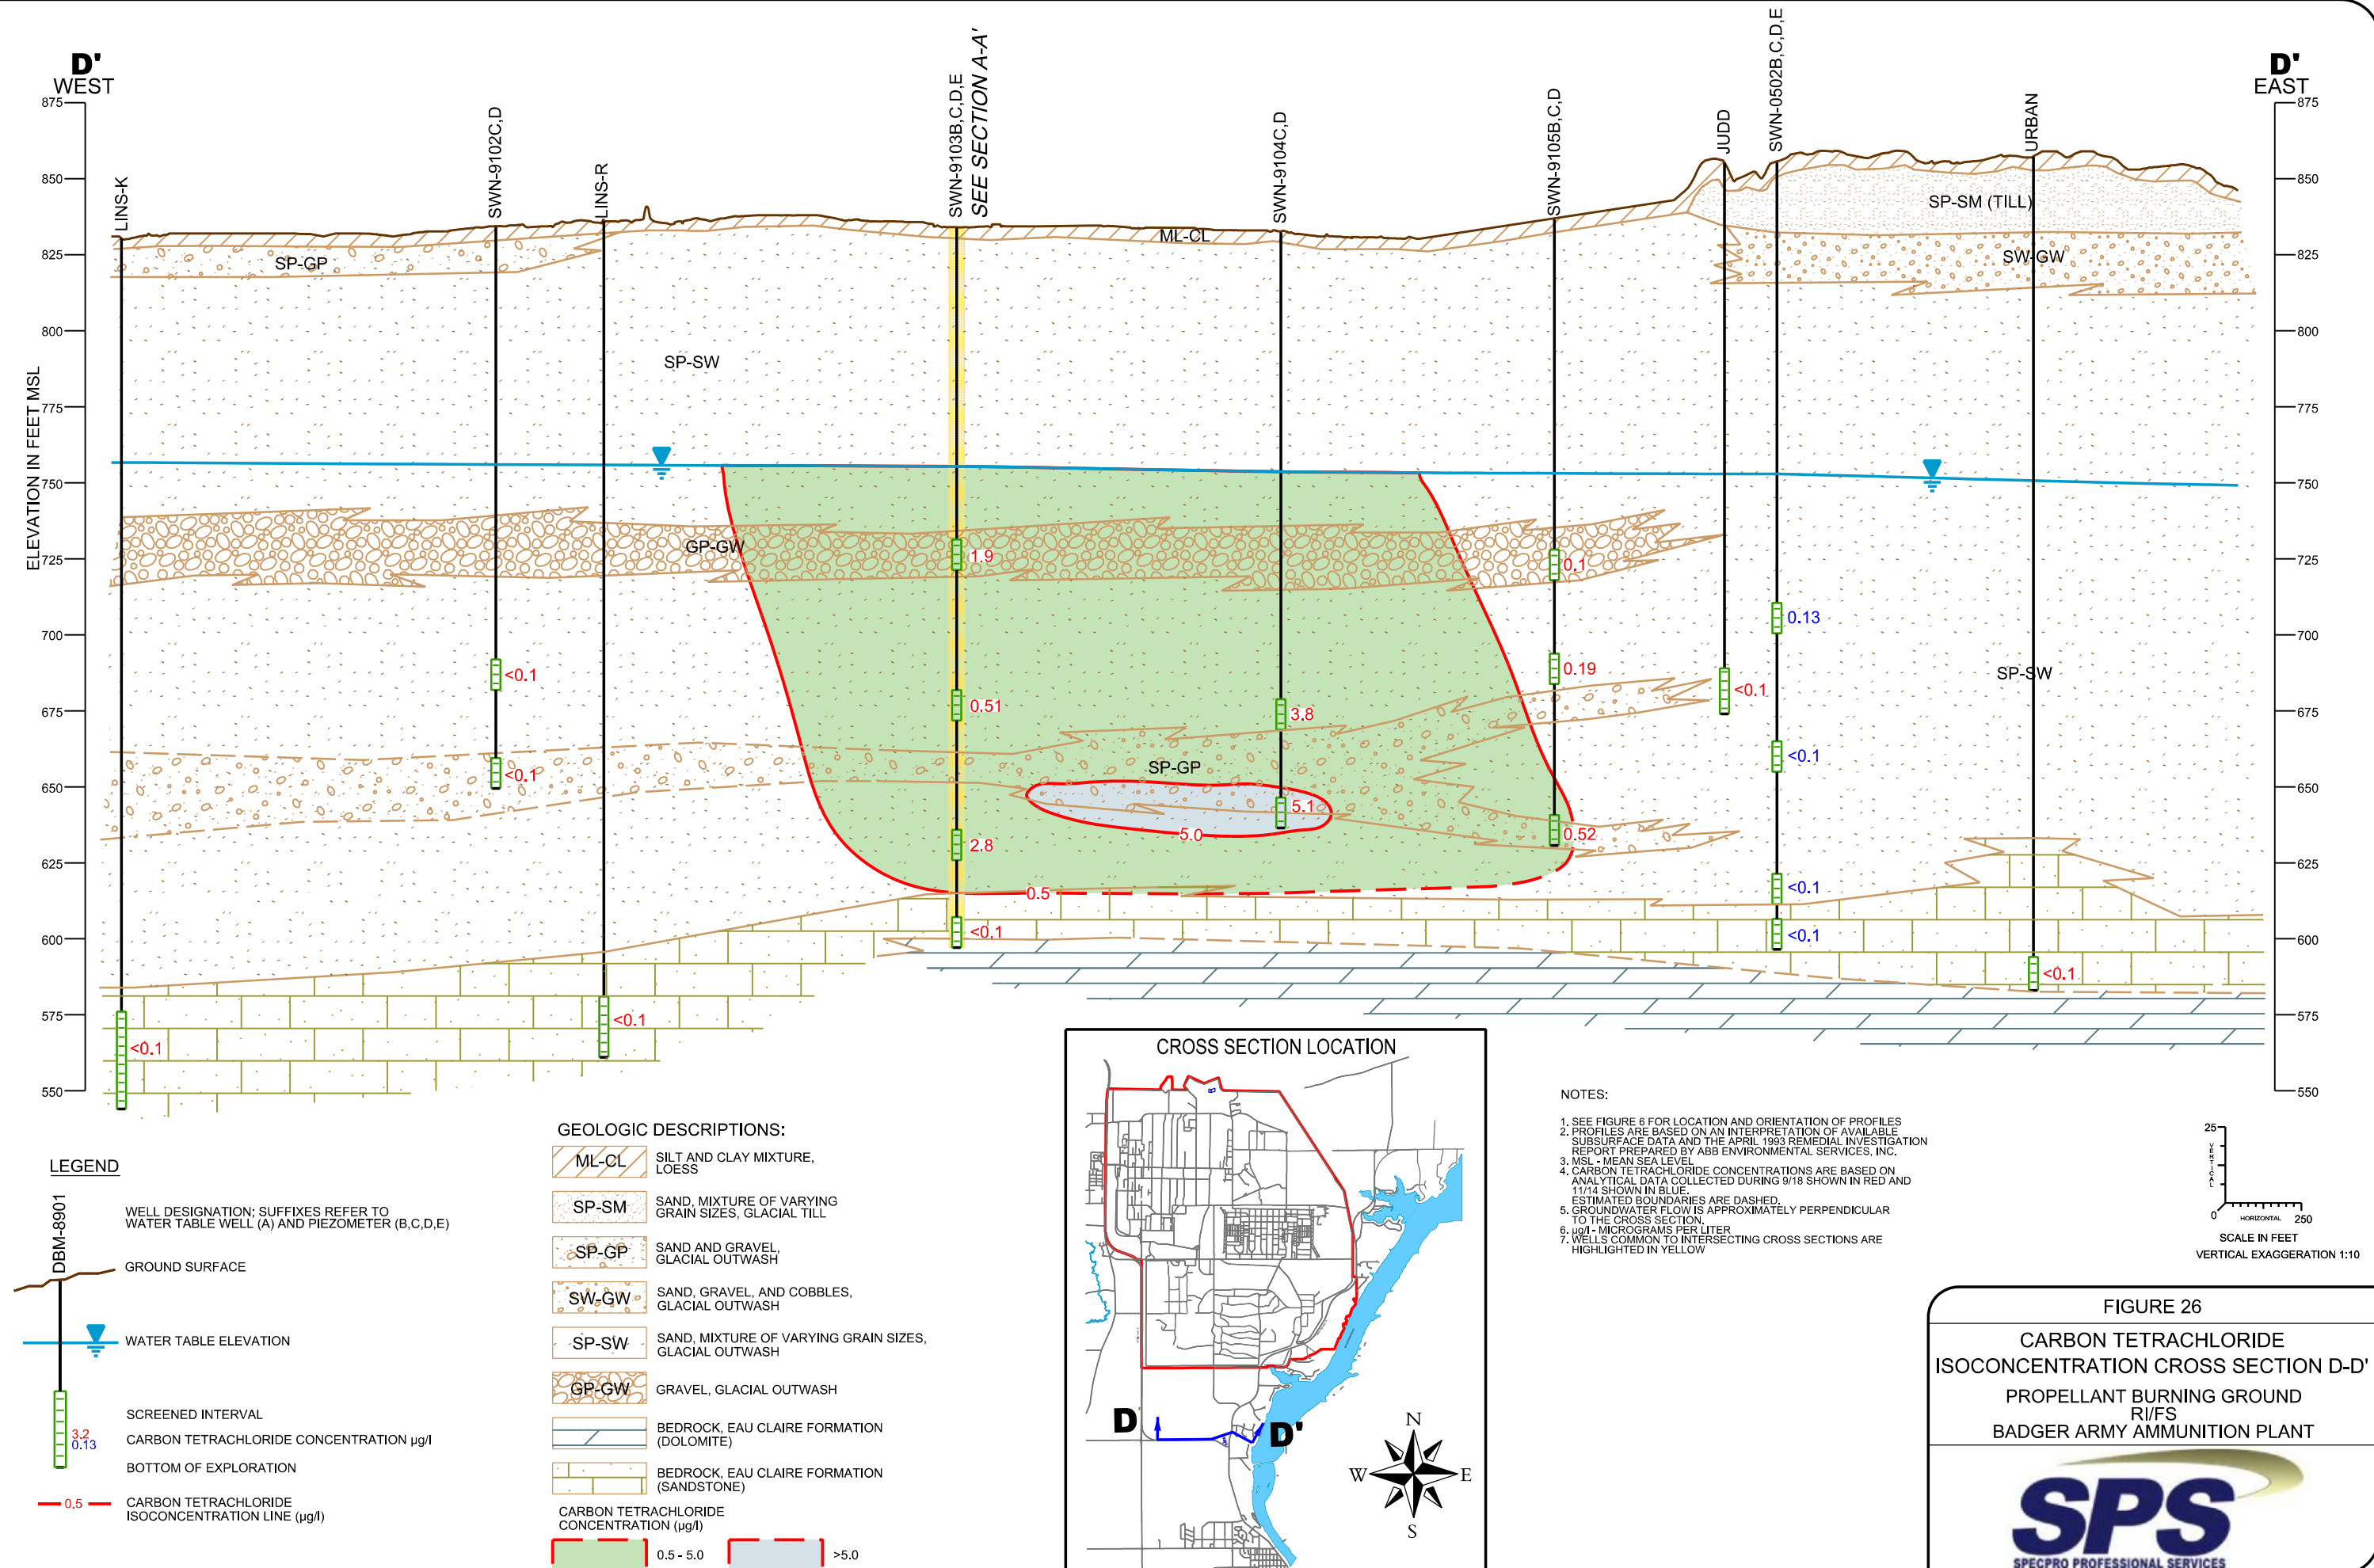 D'
WEST
D'
EAST
LINS-K
SWN-9102C,D
LINS-R
SWN-9103B,C,D,E
SEE SECTION A-A'
SWN-9104C,D
SWN-9105B,C,D
JUDD
SWN-0502B,C,D,E
URBAN
ELEVATION IN FEET MSL
875
850
825
800
775
750
725
700
675
650
625
600
575
550
875
850
825
800
775
750
725
700
675
650
625
600
575
550
SP-GP
ML-CL
SP-SM (TILL)
SW-GW
SP-SW
GP-GW
SP-SW
SP-GP
1.9
0.1
0.13
<0.1
0.51
3.8
0.19
<0.1
<0.1
<0.1
5.1
5.0
0.52
2.8
0.5
<0.1
<0.1
<0.1
<0.1
<0.1
<0.1
LEGEND
DBM-8901
WELL DESIGNATION; SUFFIXES REFER TO
WATER TABLE WELL (A) AND PIEZOMETER (B,C,D,E)
GROUND SURFACE
WATER TABLE ELEVATION
SCREENED INTERVAL
3.2
0.13
CARBON TETRACHLORIDE CONCENTRATION µg/l
BOTTOM OF EXPLORATION
0.5
CARBON TETRACHLORIDE
ISOCONCENTRATION LINE (µg/l)
GEOLOGIC DESCRIPTIONS:
ML-CL
SILT AND CLAY MIXTURE,
LOESS
SP-SM
SAND, MIXTURE OF VARYING
GRAIN SIZES, GLACIAL TILL
SP-GP
SAND AND GRAVEL,
GLACIAL OUTWASH
SW-GW
SAND, GRAVEL, AND COBBLES,
GLACIAL OUTWASH
SP-SW
SAND, MIXTURE OF VARYING GRAIN SIZES,
GLACIAL OUTWASH
GP-GW
GRAVEL, GLACIAL OUTWASH
BEDROCK, EAU CLAIRE FORMATION
(DOLOMITE)
BEDROCK, EAU CLAIRE FORMATION
(SANDSTONE)
CARBON TETRACHLORIDE
CONCENTRATION (µg/l)
0.5 - 5.0
>5.0
CROSS SECTION LOCATION
D
D'
N
W
E
S
NOTES:
1. SEE FIGURE 6 FOR LOCATION AND ORIENTATION OF PROFILES
2. PROFILES ARE BASED ON AN INTERPRETATION OF AVAILABLE
SUBSURFACE DATA AND THE APRIL 1993 REMEDIAL INVESTIGATION
REPORT PREPARED BY ABB ENVIRONMENTAL SERVICES, INC.
3. MSL - MEAN SEA LEVEL
4. CARBON TETRACHLORIDE CONCENTRATIONS ARE BASED ON
ANALYTICAL DATA COLLECTED DURING 9/18 SHOWN IN RED AND
11/14 SHOWN IN BLUE.
ESTIMATED BOUNDARIES ARE DASHED.
5. GROUNDWATER FLOW IS APPROXIMATELY PERPENDICULAR
TO THE CROSS SECTION.
6. µg/l - MICROGRAMS PER LITER
7. WELLS COMMON TO INTERSECTING CROSS SECTIONS ARE
HIGHLIGHTED IN YELLOW
25
VERTICAL
0
HORIZONTAL
250
SCALE IN FEET
VERTICAL EXAGGERATION 1:10
FIGURE 26
CARBON TETRACHLORIDE
ISOCONCENTRATION CROSS SECTION D-D'
PROPELLANT BURNING GROUND
RI/FS
BADGER ARMY AMMUNITION PLANT
SPS
SPECPRO PROFESSIONAL SERVICES